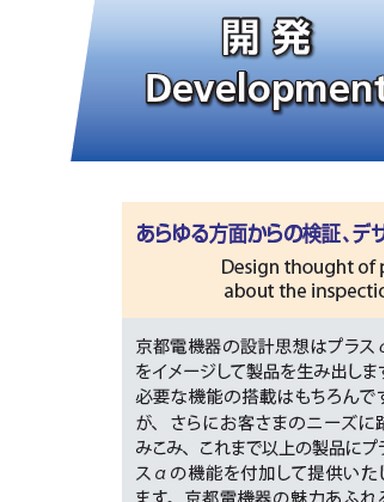 開発
Development
あらゆる方面からの検証、デザ
Design thought of
about the inspectio
京都電機器の設計思想はプラス
をイメージして製品を生み出します
必要な機能の搭載はもちろんです
が、さらにお客さまのニーズに
みこみ、これまで以上の製品にプラ
スαの機能を付加して提供いたし
ます。京都電機器の魅力あふれる